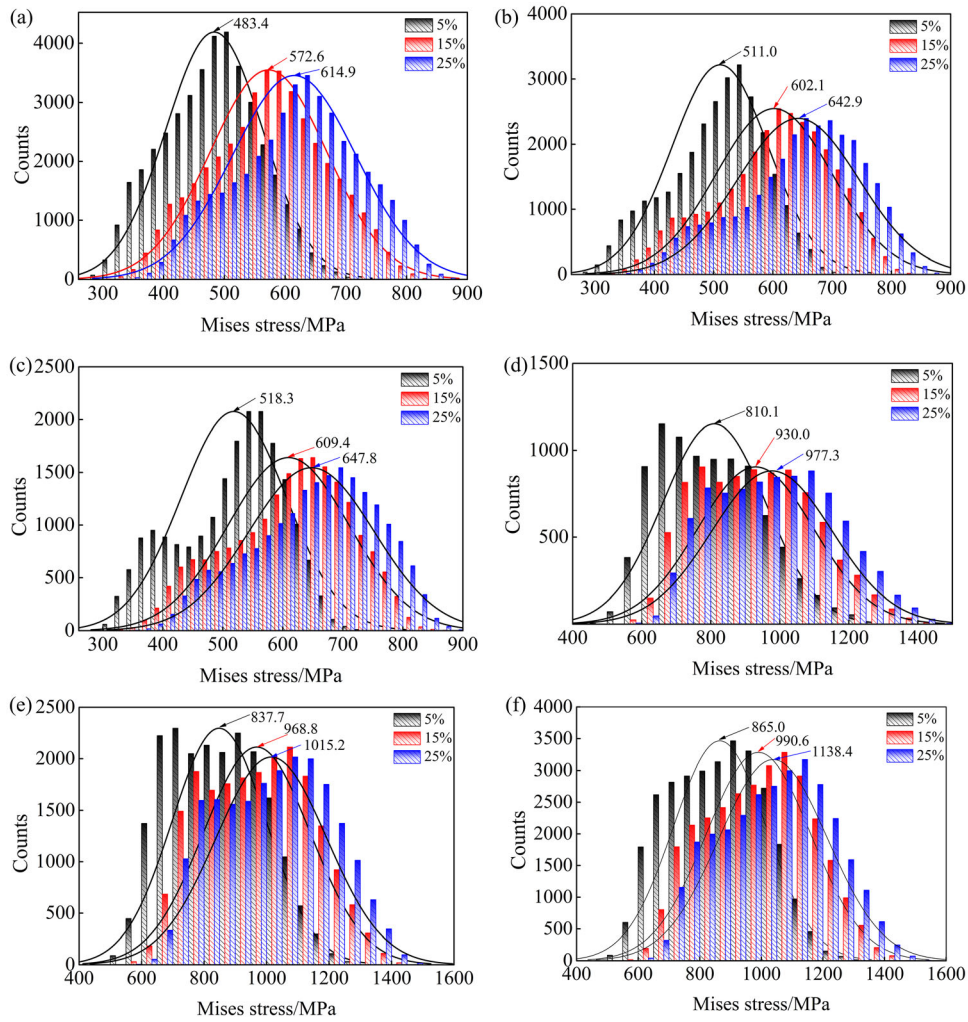 (a)
483.4
572.6
614.9
5%
15%
25%
4000
3000
2000
1000
0
Counts
300 400 500 600 700 800 900
Mises stress/MPa
(b)
511.0
602.1
642.9
5%
15%
25%
4000
3000
2000
1000
0
Counts
300 400 500 600 700 800 900
Mises stress/MPa
(c)
518.3
609.4
647.8
5%
15%
25%
2500
2000
1500
1000
500
0
Counts
300 400 500 600 700 800 900
Mises stress/MPa
(d)
810.1
930.0
977.3
5%
15%
25%
1500
1000
500
Counts
400 600 800 1000 1200 1400
Mises stress/MPa
(e)
837.7
968.8
1015.2
5%
15%
25%
2500
2000
1500
1000
500
0
Counts
400 600 800 1000 1200 1400 1600
Mises stress/MPa
(f)
865.0
990.6
1138.4
5%
15%
25%
4000
3500
3000
2500
2000
1500
1000
500
0
Counts
400 600 800 1000 1200 1400 1600
Mises stress/MPa